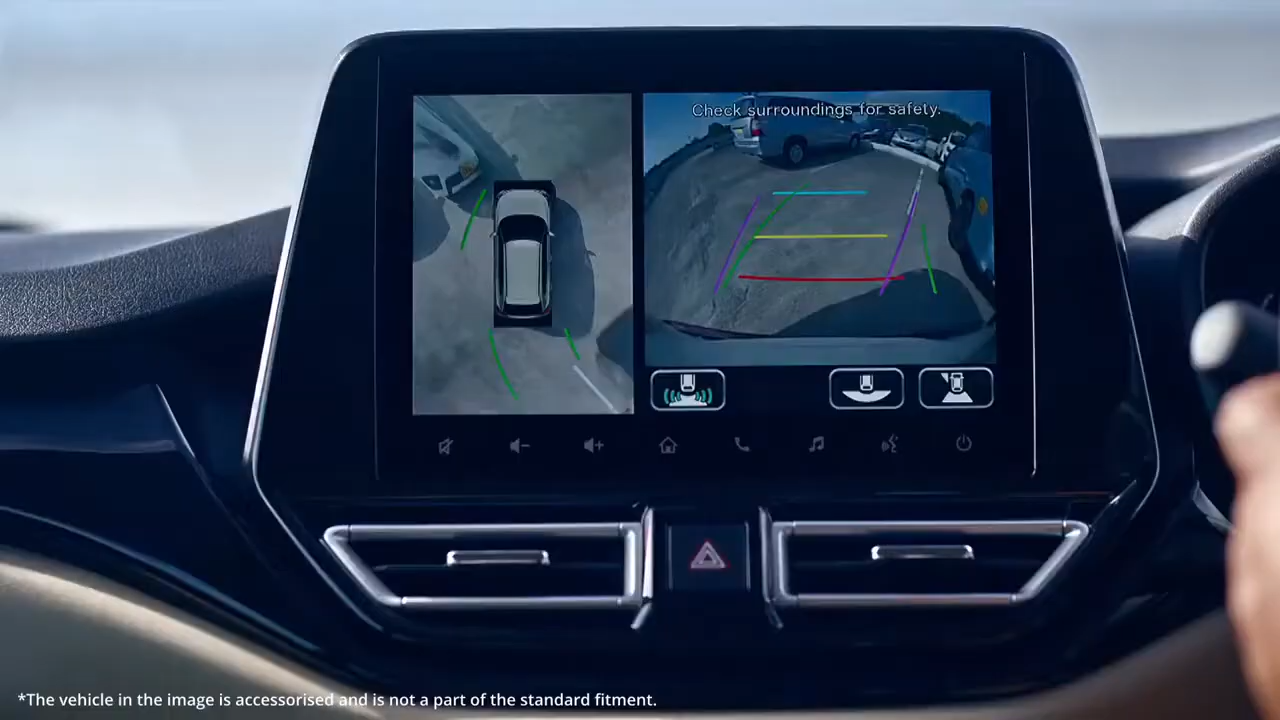 Check surroundings for safety.
*The vehicle in the image is accessorised and is not a part of the standard fitment.